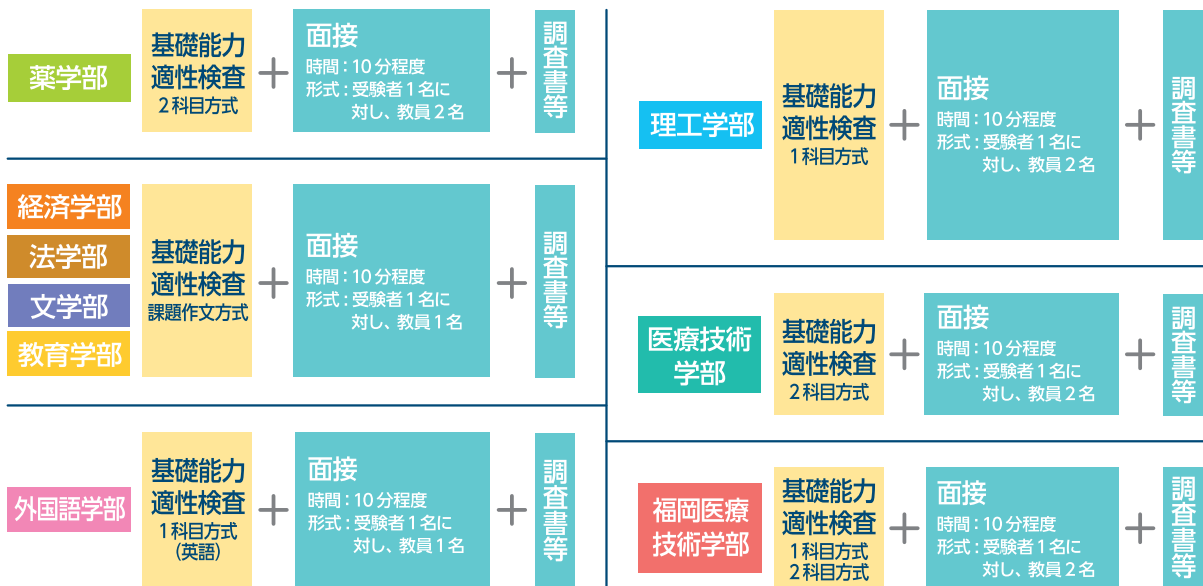 薬学部
基礎能力
適性検査
2科目方式
+
面接
時間：10分程度
形式：受験者1名に
対し、教員2名
+
調査書等
経済学部
法学部
文学部
教育学部
基礎能力
適性検査
課題作文方式
+
面接
時間：10分程度
形式：受験者1名に
対し、教員1名
+
調査書等
外国語学部
基礎能力
適性検査
1科目方式
(英語)
+
面接
時間：10分程度
形式：受験者1名に
対し、教員1名
+
調査書等
理工学部
基礎能力
適性検査
1科目方式
+
面接
時間：10分程度
形式：受験者1名に
対し、教員2名
+
調査書等
医療技術
学部
基礎能力
適性検査
2科目方式
+
面接
時間：10分程度
形式：受験者1名に
対し、教員2名
+
調査書等
福岡医療
技術学部
基礎能力
適性検査
1科目方式
2科目方式
+
面接
時間：10分程度
形式：受験者1名に
対し、教員2名
+
調査書等